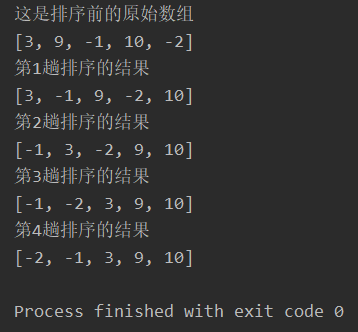 这是排序前的原始数组
[3, 9, -1, 10, -2]
第1趟排序的结果
[3, -1, 9, -2, 10]
第2趟排序的结果
[-1, 3, -2, 9, 10]
第3趟排序的结果
[-1, -2, 3, 9, 10]
第4趟排序的结果
[-2, -1, 3, 9, 10]
Process finished with exit code 0